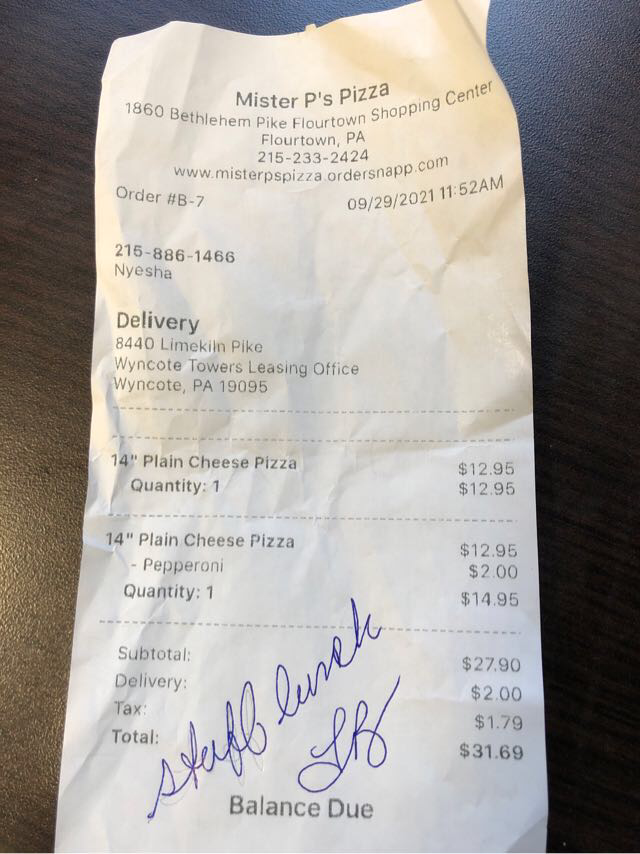 Mister P's Pizza
1860 Bethlehem Pike Flourtown Shopping Center
Flourtown, PA
215-233-2424
www.misterpspizza.ordersnapp.com
Order #B-7 09/29/2021 11:52AM
215-886-1466
Nyesha
Delivery
8440 Limekiln Pike
Wyncote Towers Leasing Office
Wyncote, PA 19095
14" Plain Cheese Pizza $12.95
Quantity: 1 $12.95
14" Plain Cheese Pizza $12.95
- Pepperoni $2.00
Quantity: 1 $14.95
Subtotal: $27.90
Delivery: $2.00
Tax: $1.79
Total: $31.69
staff lunch
Balance Due